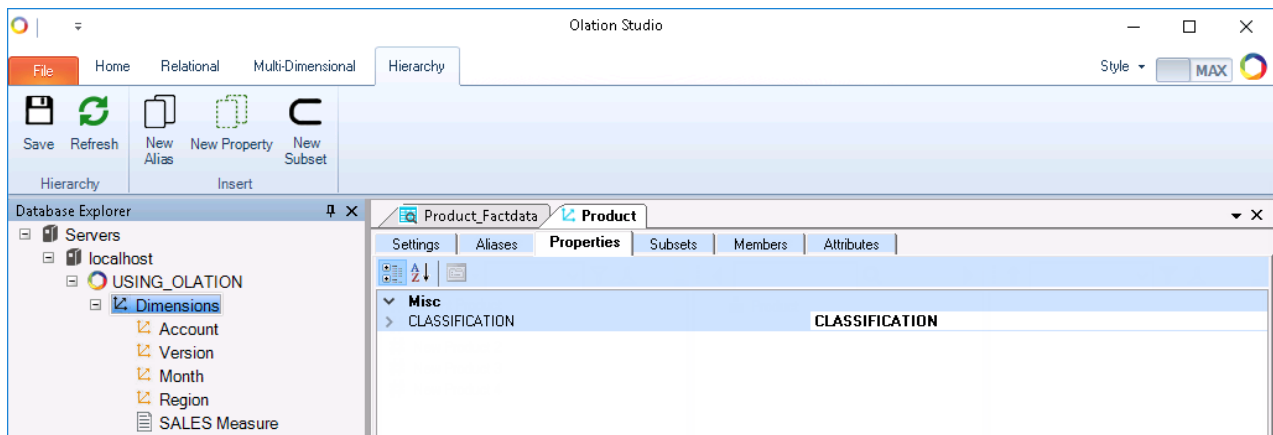 Olation Studio
File Home Relational Multi-Dimensional Hierarchy Style MAX
Save Refresh New Alias New Property New Subset
Hierarchy Insert
Database Explorer
Servers
localhost
USING_OLATION
Dimensions
Account
Version
Month
Region
SALES Measure
Product_Factdata Product
Settings Aliases Properties Subsets Members Attributes
A Z
Misc
CLASSIFICATION CLASSIFICATION